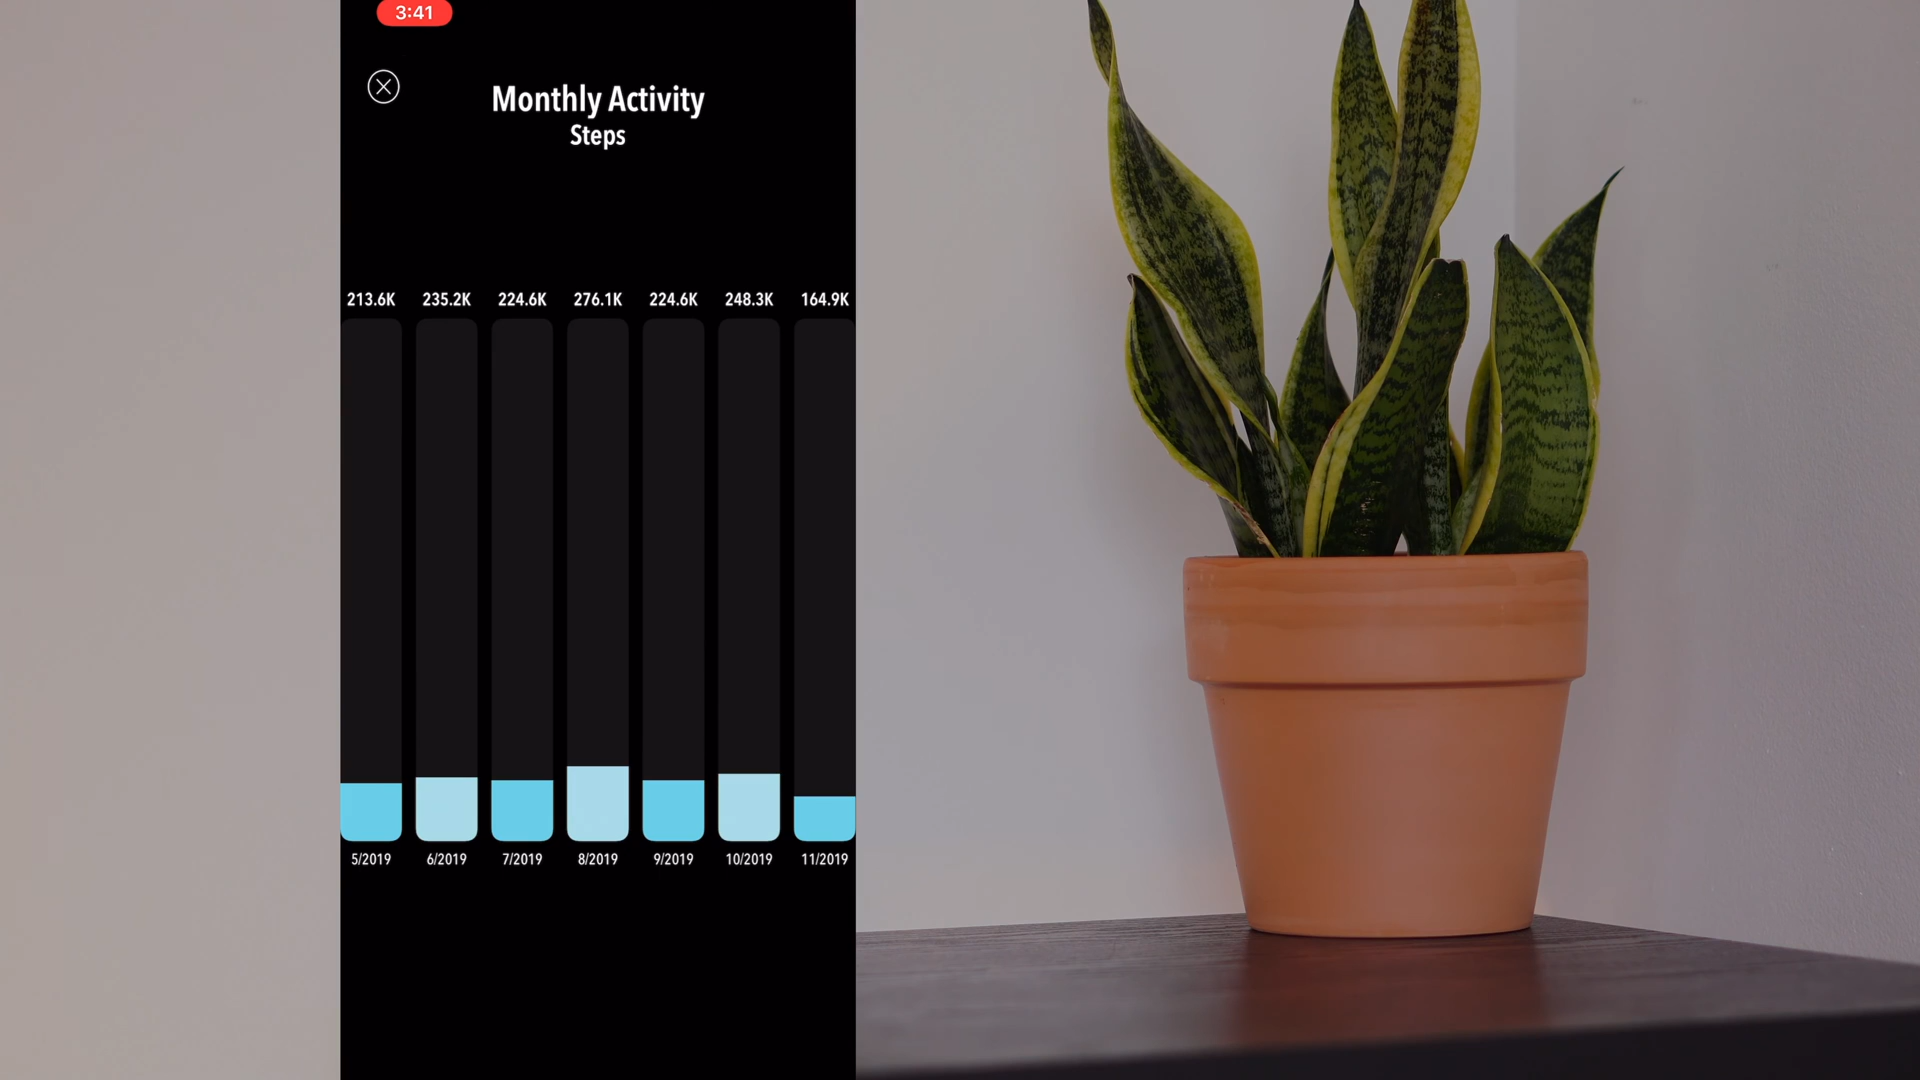 3:41
Monthly Activity
Steps
213.6K 235.2K 224.6K 276.1K 224.6K 248.3K 164.9K
5/2019 6/2019 7/2019 8/2019 9/2019 10/2019 11/2019